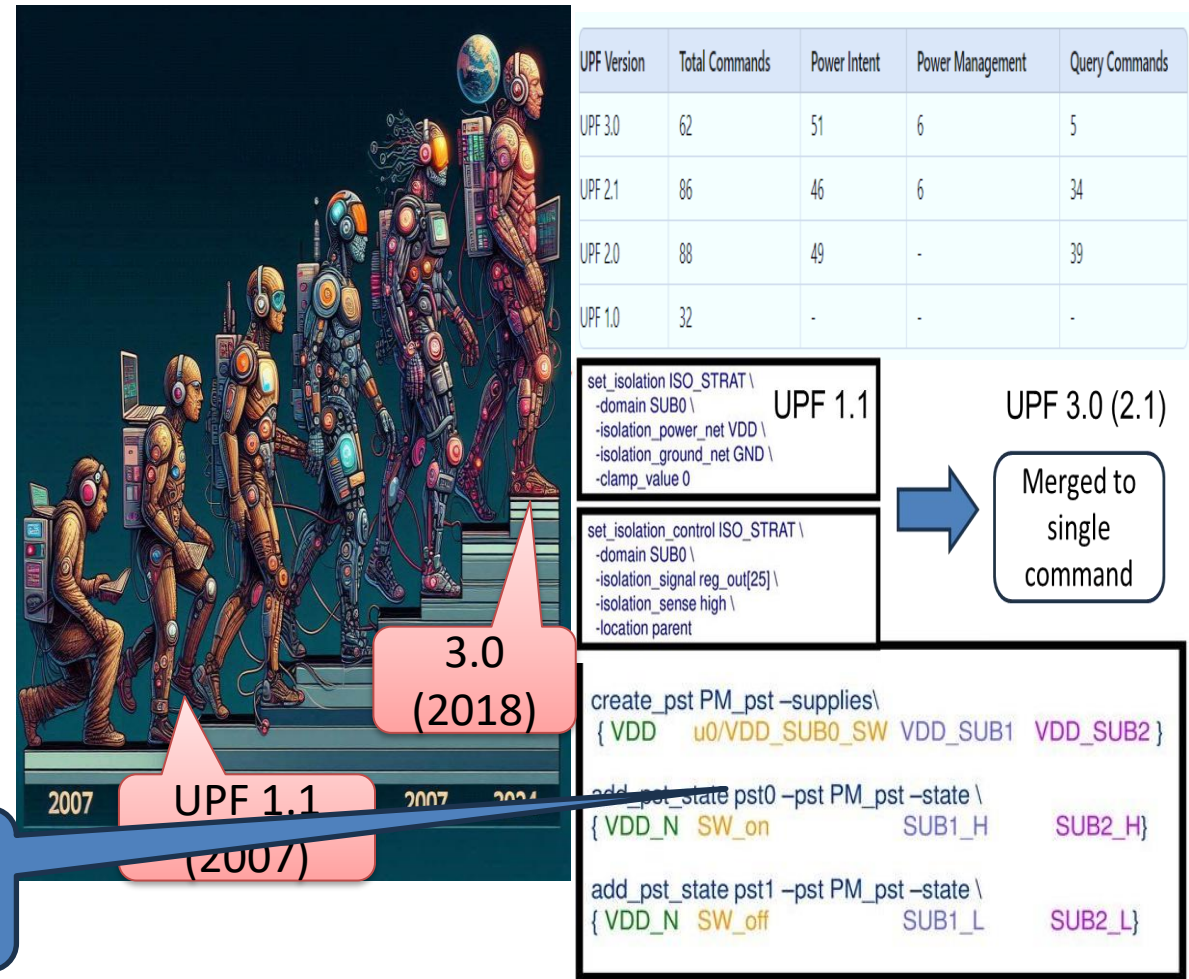 UPF Version Total Commands Power Intent Power Management Query Commands
UPF 3.0 62 51 6 5
UPF 2.1 86 46 6 34
UPF 2.0 88 49 - 39
UPF 1.0 32 - - -
set_isolation ISO_STRAT \
-domain SUB0 \
-isolation_power_net VDD \
-isolation_ground_net GND \
-clamp_value 0
UPF 1.1
UPF 3.0 (2.1)
Merged to
single
command
set_isolation_control ISO_STRAT \
-domain SUB0 \
-isolation_signal reg_out[25] \
-isolation_sense high \
-location parent
3.0
(2018)
create_pst PM_pst –supplies\
{ VDD u0/VDD_SUB0_SW VDD_SUB1 VDD_SUB2 }
add_pst_state pst0 –pst PM_pst –state \
{ VDD_N SW_on SUB1_H SUB2_H}
add_pst_state pst1 –pst PM_pst –state \
{ VDD_N SW_off SUB1_L SUB2_L}
2007
UPF 1.1
(2007)
2007 2024